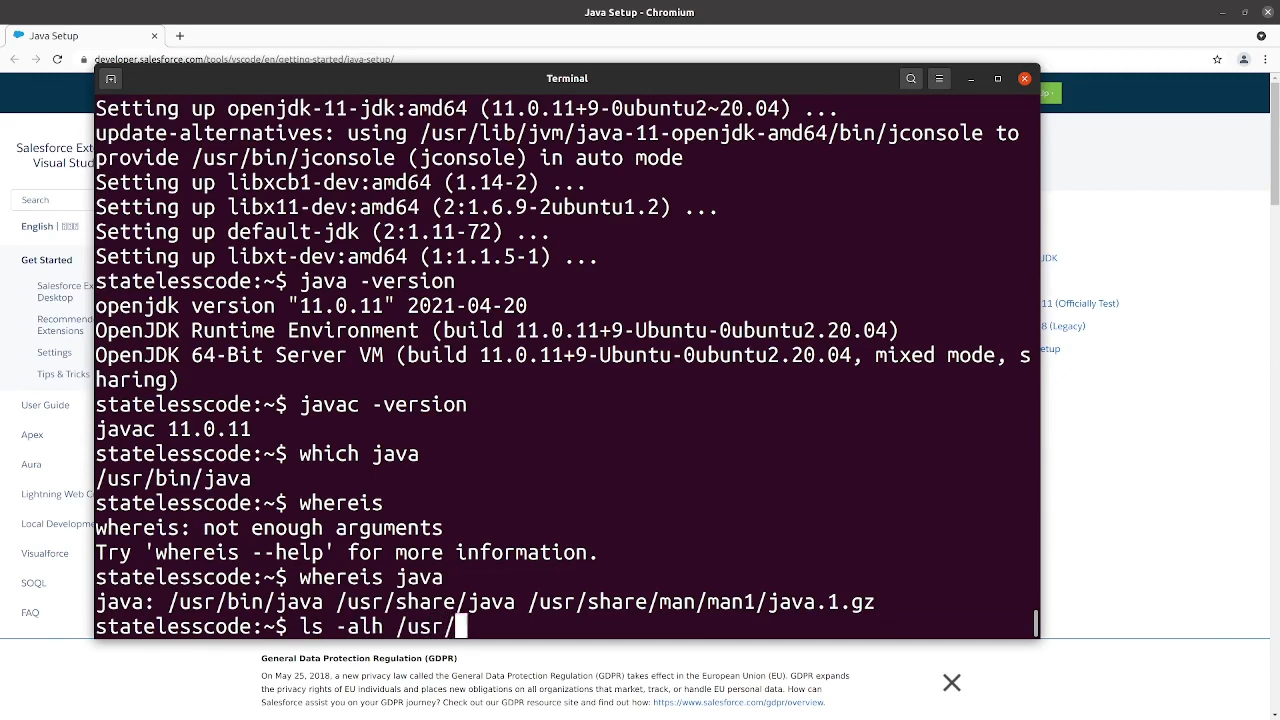 Java Setup - Chromium
Java Setup
developer.salesforce.com/tools/vscode/en/getting-started/java-setup/
Terminal
Setting up openjdk-11-jdk:amd64 (11.0.11+9-0ubuntu2~20.04) ...
update-alternatives: using /usr/lib/jvm/java-11-openjdk-amd64/bin/jconsole to
provide /usr/bin/jconsole (jconsole) in auto mode
Setting up libxcb1-dev:amd64 (1.14-2) ...
Setting up libx11-dev:amd64 (2:1.6.9-2ubuntu1.2) ...
Setting up default-jdk (2:1.11-72) ...
Setting up libxt-dev:amd64 (1:1.1.5-1) ...
statelesscode:~$ java -version
openjdk version "11.0.11" 2021-04-20
OpenJDK Runtime Environment (build 11.0.11+9-Ubuntu-0ubuntu2.20.04)
OpenJDK 64-Bit Server VM (build 11.0.11+9-Ubuntu-0ubuntu2.20.04, mixed mode, s
haring)
statelesscode:~$ javac -version
javac 11.0.11
statelesscode:~$ which java
/usr/bin/java
statelesscode:~$ whereis
whereis: not enough arguments
Try 'whereis --help' for more information.
statelesscode:~$ whereis java
java: /usr/bin/java /usr/share/java /usr/share/man/man1/java.1.gz
statelesscode:~$ ls -alh /usr/
Salesforce Ext
Visual Stud
Search
English |
Get Started
Salesforce Ex
Desktop
Recommend
Extensions
Settings
Tips & Tricks
User Guide
Apex
Aura
Lightning Web C
Local Developme
Visualforce
SOQL
FAQ
up ›
JDK
11 (Officially Test)
8 (Legacy)
etup
General Data Protection Regulation (GDPR)
On May 25, 2018, a new privacy law called the General Data Protection Regulation (GDPR) takes effect in the European Union (EU). GDPR expands
the privacy rights of EU individuals and places new obligations on all organizations that market, track, or handle EU personal data. How can
Salesforce assist you on your GDPR journey? Check out our GDPR resource site and find out how: https://www.salesforce.com/gdpr/overview.